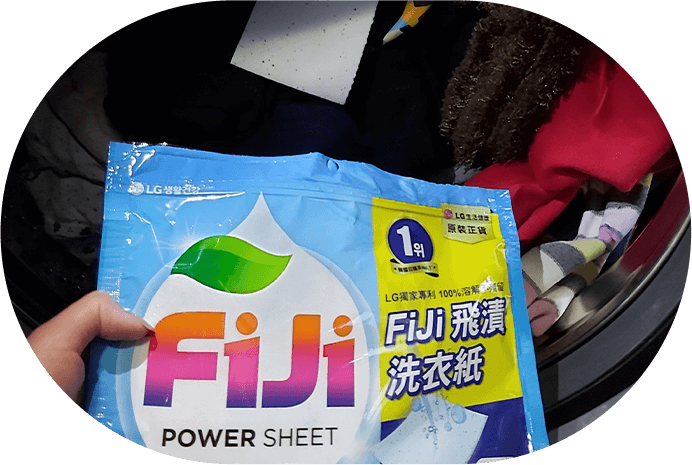 LG생활건강
FiJi
POWER SHEET
LG生活健康
原裝正貨
1위
LG獨家專利 100%溶解
FiJi 飛漬
洗衣紙